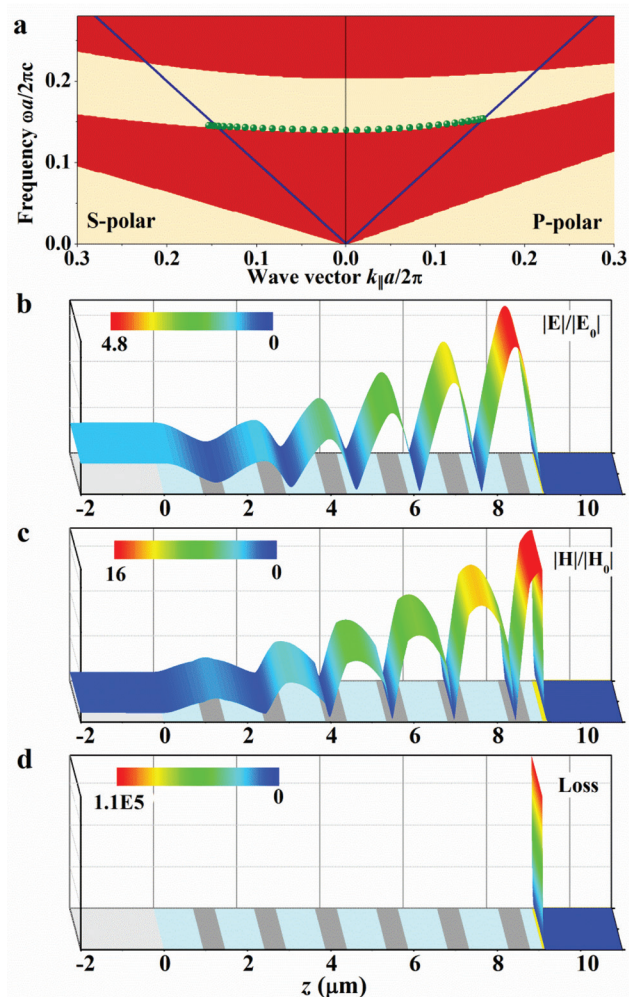 a
Frequency ωa/2πc
0.2
0.1
0.0
S-polar
P-polar
0.3 0.2 0.1 0.0 0.1 0.2 0.3
Wave vector k∥a/2π
b
4.8 0
|E|/|E₀|
-2 0 2 4 6 8 10
c
16 0
|H|/|H₀|
-2 0 2 4 6 8 10
d
1.1E5 0
Loss
-2 0 2 4 6 8 10
z (μm)